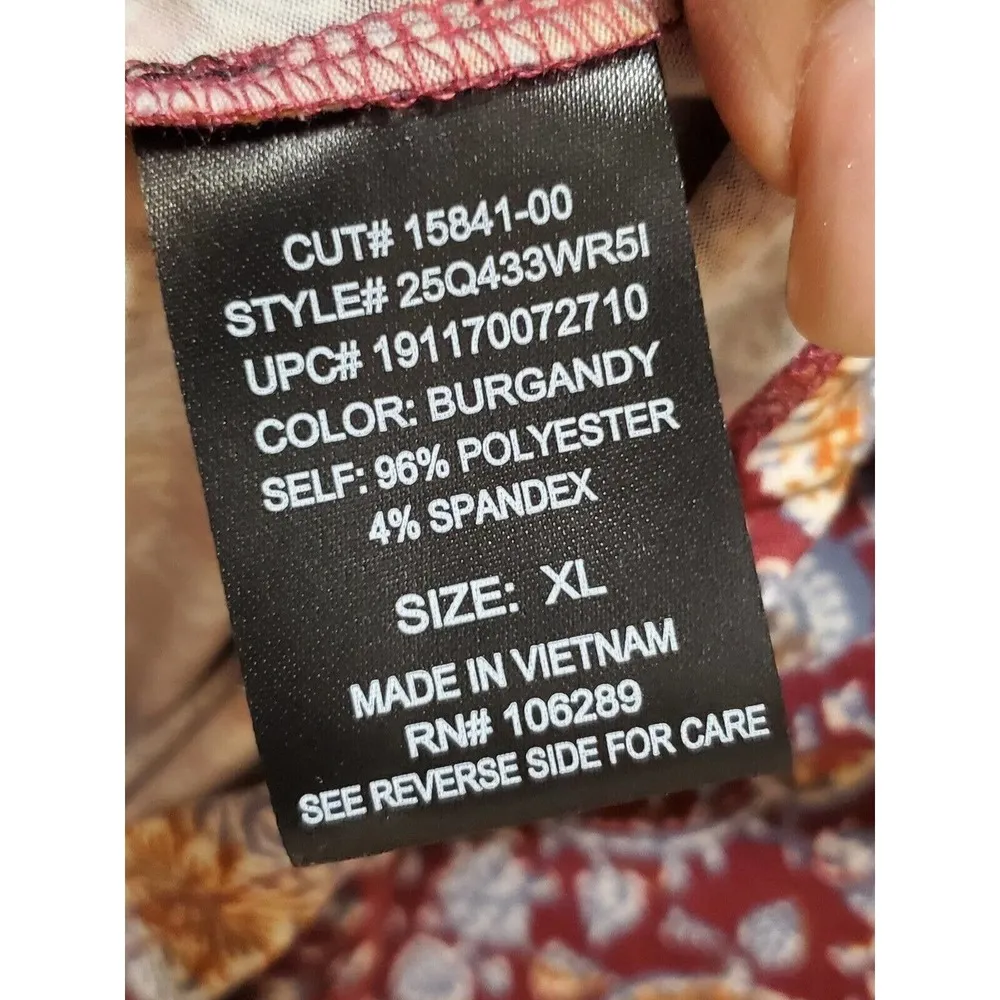 CUT# 15841-00
STYLE# 25Q433WR5I
UPC# 191170072710
COLOR: BURGANDY
SELF: 96% POLYESTER
4% SPANDEX
SIZE: XL
MADE IN VIETNAM
RN# 106289
SEE REVERSE SIDE FOR CARE